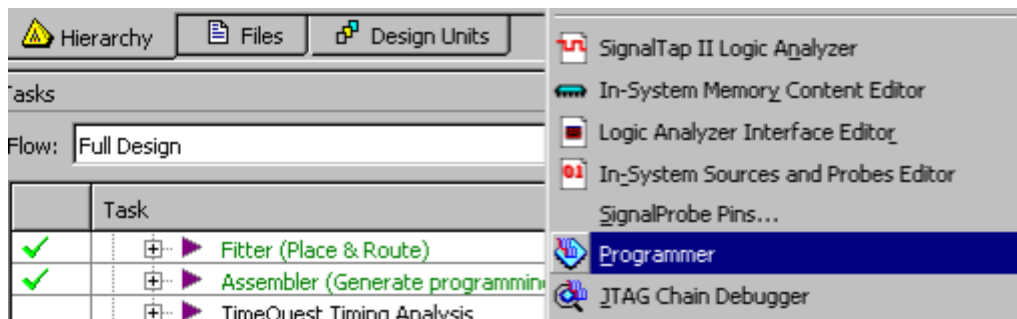 Hierarchy
Files
Design Units
Tasks
Flow: Full Design
Task
Fitter (Place & Route)
Assembler (Generate programmin
TimeQuest Timing Analysis
SignalTap II Logic Analyzer
In-System Memory Content Editor
Logic Analyzer Interface Editor
In-System Sources and Probes Editor
SignalProbe Pins...
Programmer
JTAG Chain Debugger